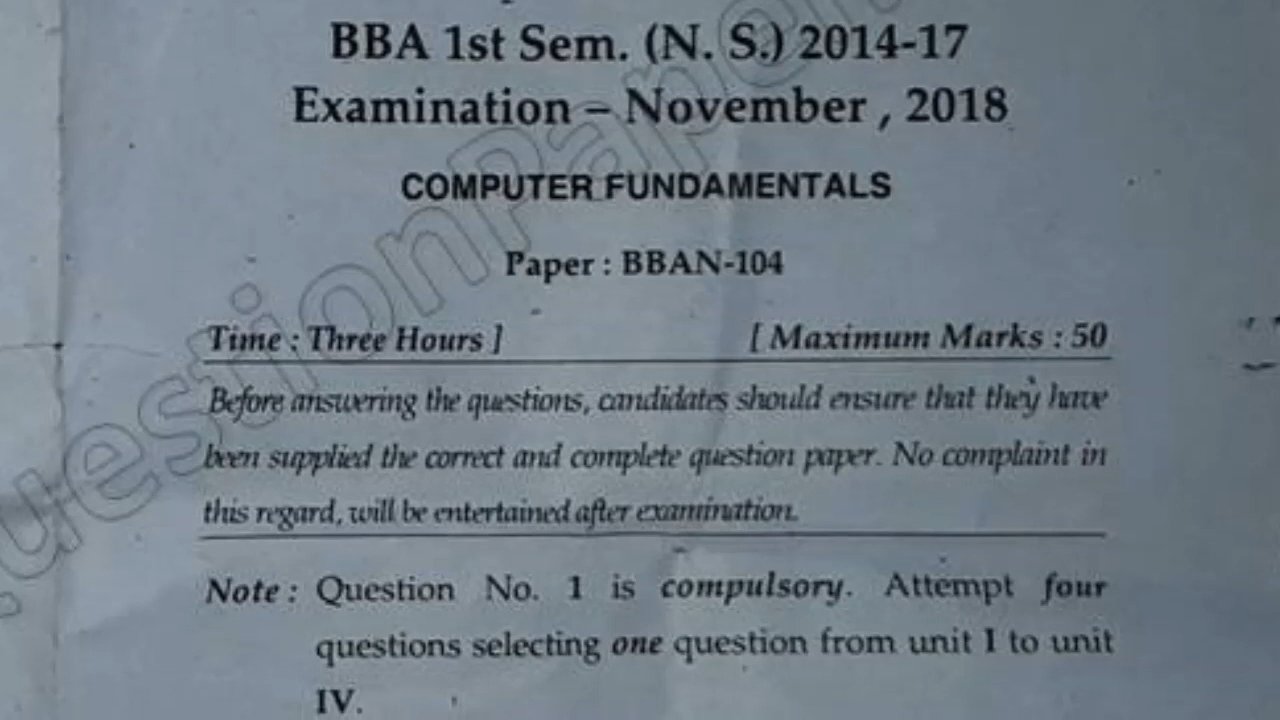 BBA 1st Sem. (N. S.) 2014-17
Examination – November , 2018
COMPUTER FUNDAMENTALS
Paper : BBAN-104
Time : Three Hours ] [ Maximum Marks : 50
Before answering the questions, candidates should ensure that they have
been supplied the correct and complete question paper. No complaint in
this regard, will be entertained after examination.
Note : Question No. 1 is compulsory. Attempt four
questions selecting one question from unit I to unit
IV.